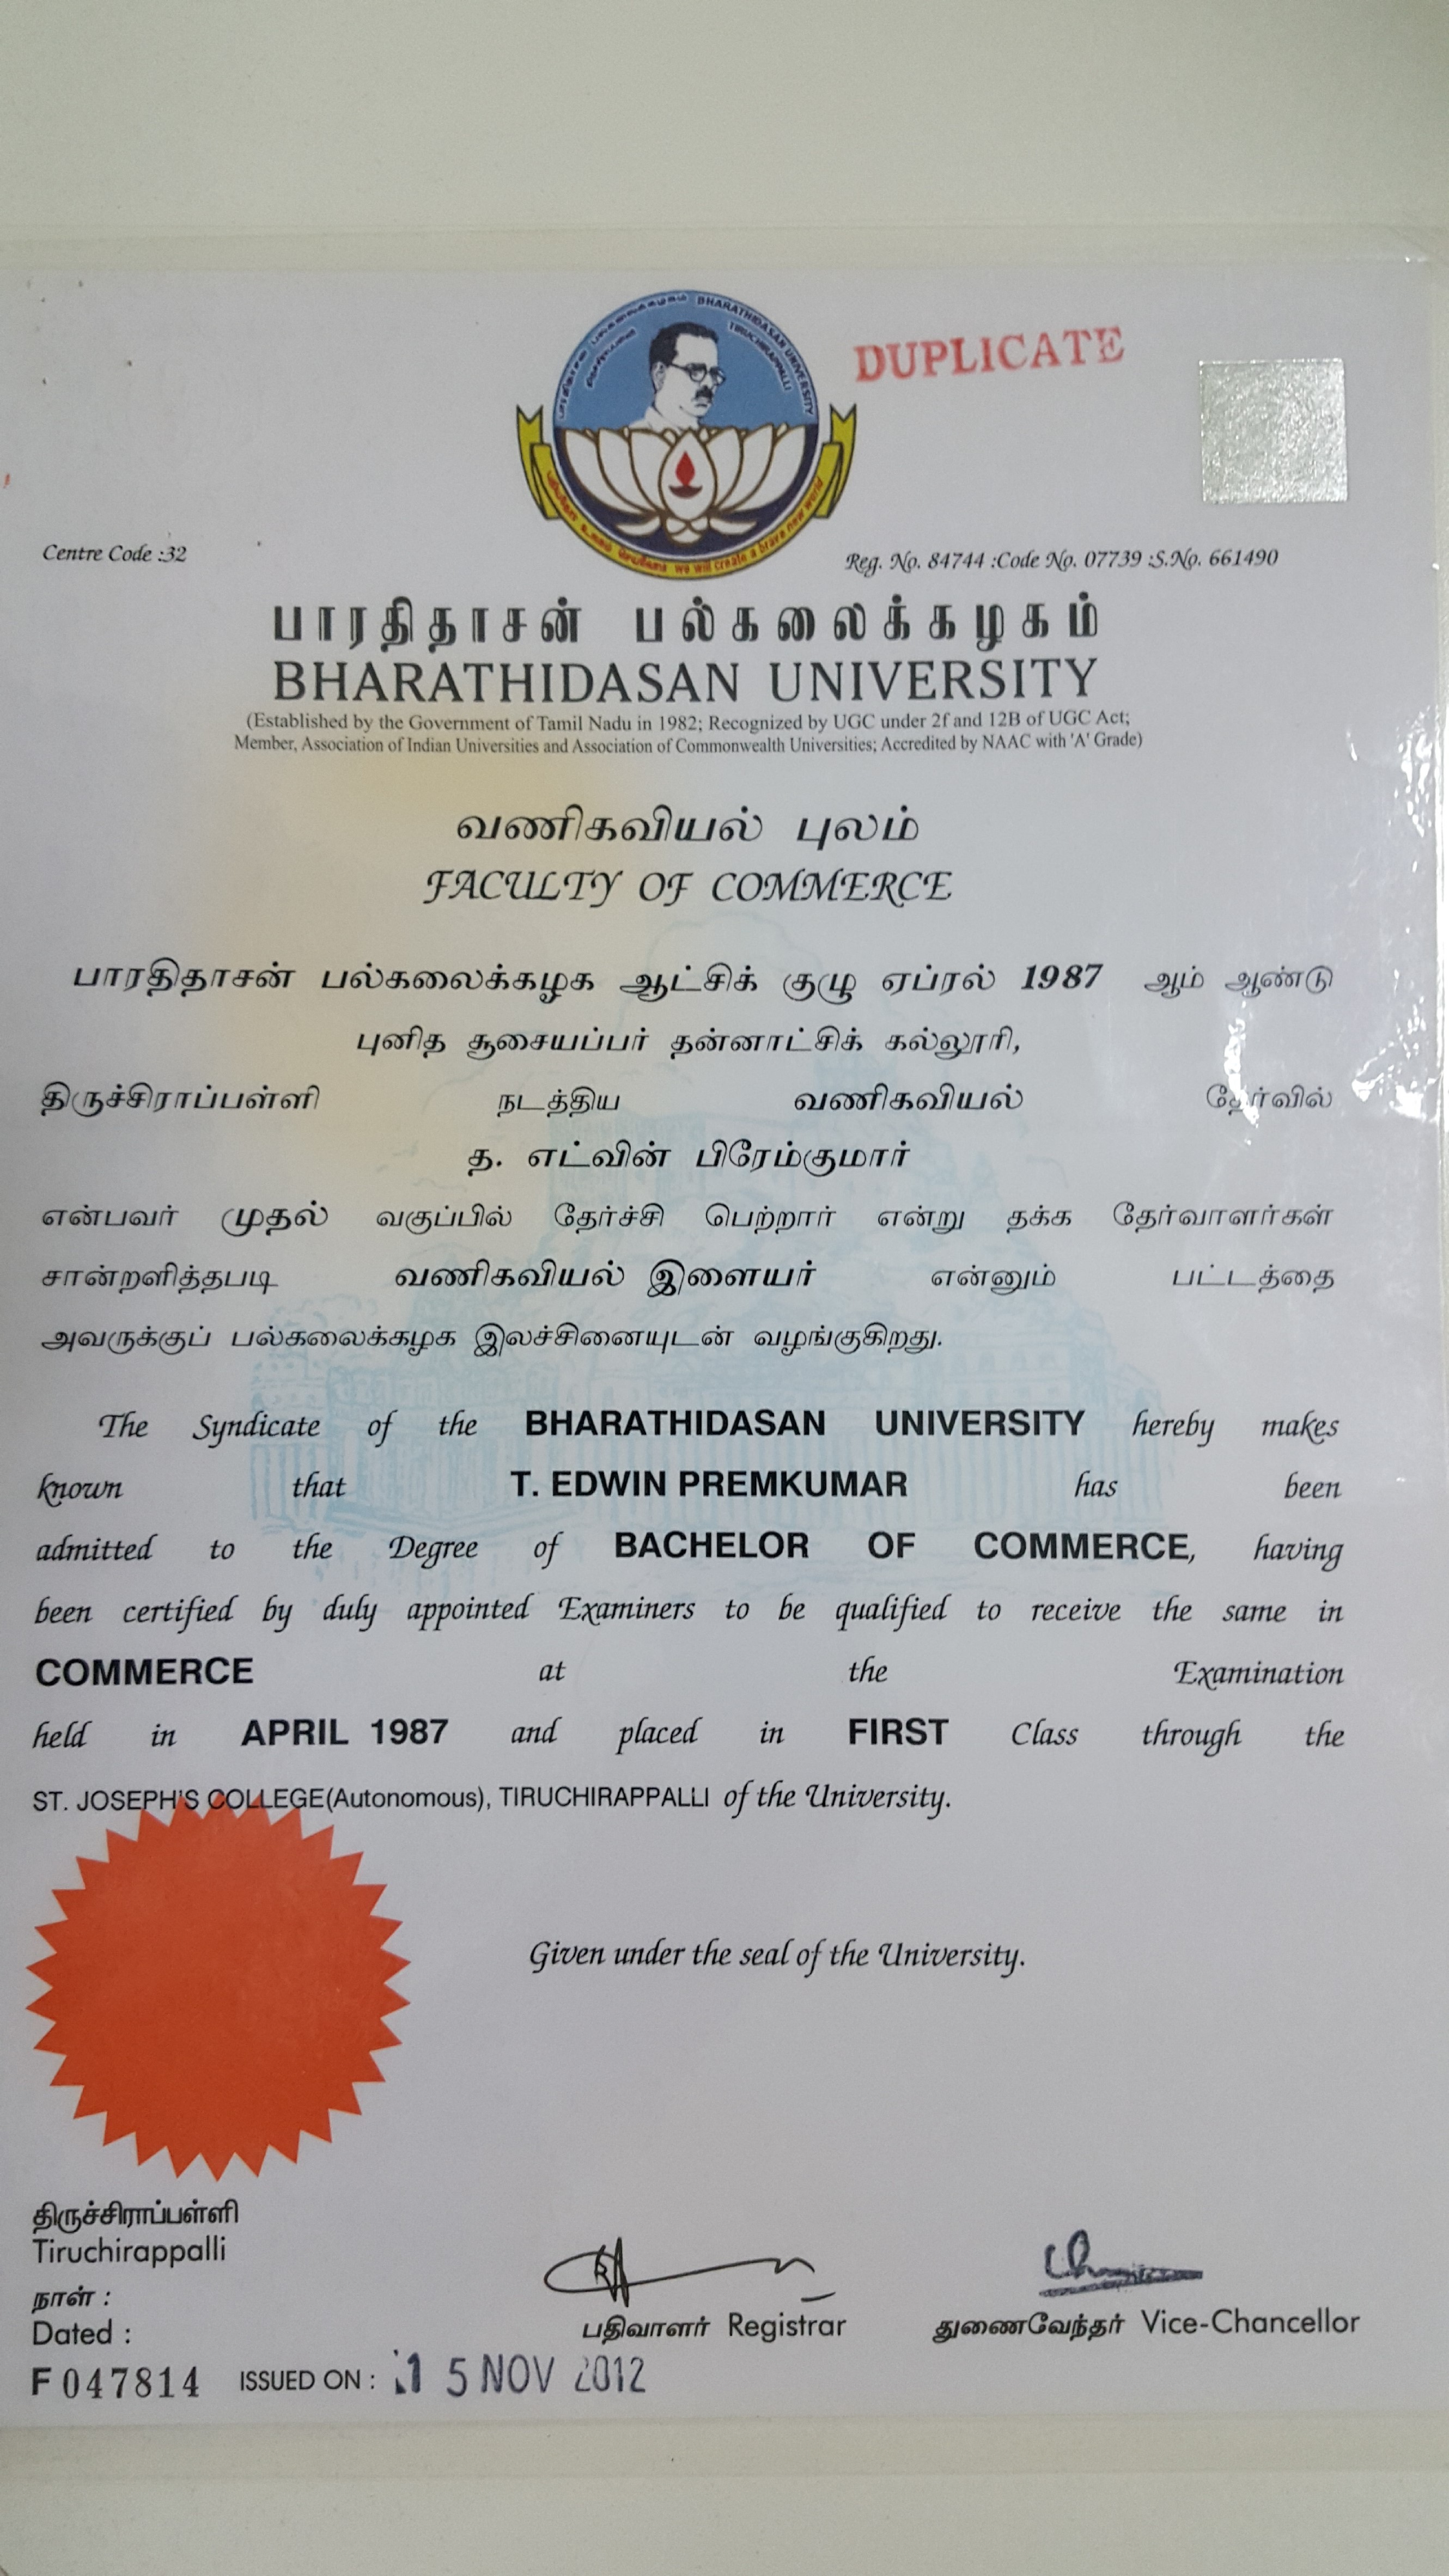 BHARATHIDASAN UNIVERSITY
TIRUCHIRAPPALLI
we will create a brave new world
DUPLICATE
Centre Code :32
Reg. No. 84744 :Code No. 07739 :S.No. 661490
பாரதிதாசன் பல்கலைக்கழகம்
BHARATHIDASAN UNIVERSITY
(Established by the Government of Tamil Nadu in 1982; Recognized by UGC under 2f and 12B of UGC Act;
Member, Association of Indian Universities and Association of Commonwealth Universities; Accredited by NAAC with 'A' Grade)
வணிகவியல் புலம்
FACULTY OF COMMERCE
பாரதிதாசன் பல்கலைக்கழக ஆட்சிக் குழு ஏப்ரல் 1987 ஆம் ஆண்டு
புனித சூசையப்பர் தன்னாட்சிக் கல்லூரி,
திருச்சிராப்பள்ளி நடத்திய வணிகவியல் தேர்வில்
த. எட்வின் பிரேம்குமார்
என்பவர் முதல் வகுப்பில் தேர்ச்சி பெற்றார் என்று தக்க தேர்வாளர்கள்
சான்றளித்தபடி வணிகவியல் இளையர் என்னும் பட்டத்தை
அவருக்குப் பல்கலைக்கழக இலச்சினையுடன் வழங்குகிறது.
The Syndicate of the BHARATHIDASAN UNIVERSITY hereby makes
known that T. EDWIN PREMKUMAR has been
admitted to the Degree of BACHELOR OF COMMERCE, having
been certified by duly appointed Examiners to be qualified to receive the same in
COMMERCE at the Examination
held in APRIL 1987 and placed in FIRST Class through the
ST. JOSEPH'S COLLEGE(Autonomous), TIRUCHIRAPPALLI of the University.
Given under the seal of the University.
திருச்சிராப்பள்ளி
Tiruchirappalli
நாள் :
Dated :
பதிவாளர் Registrar
துணைவேந்தர் Vice-Chancellor
F 047814 ISSUED ON : 15 NOV 2012